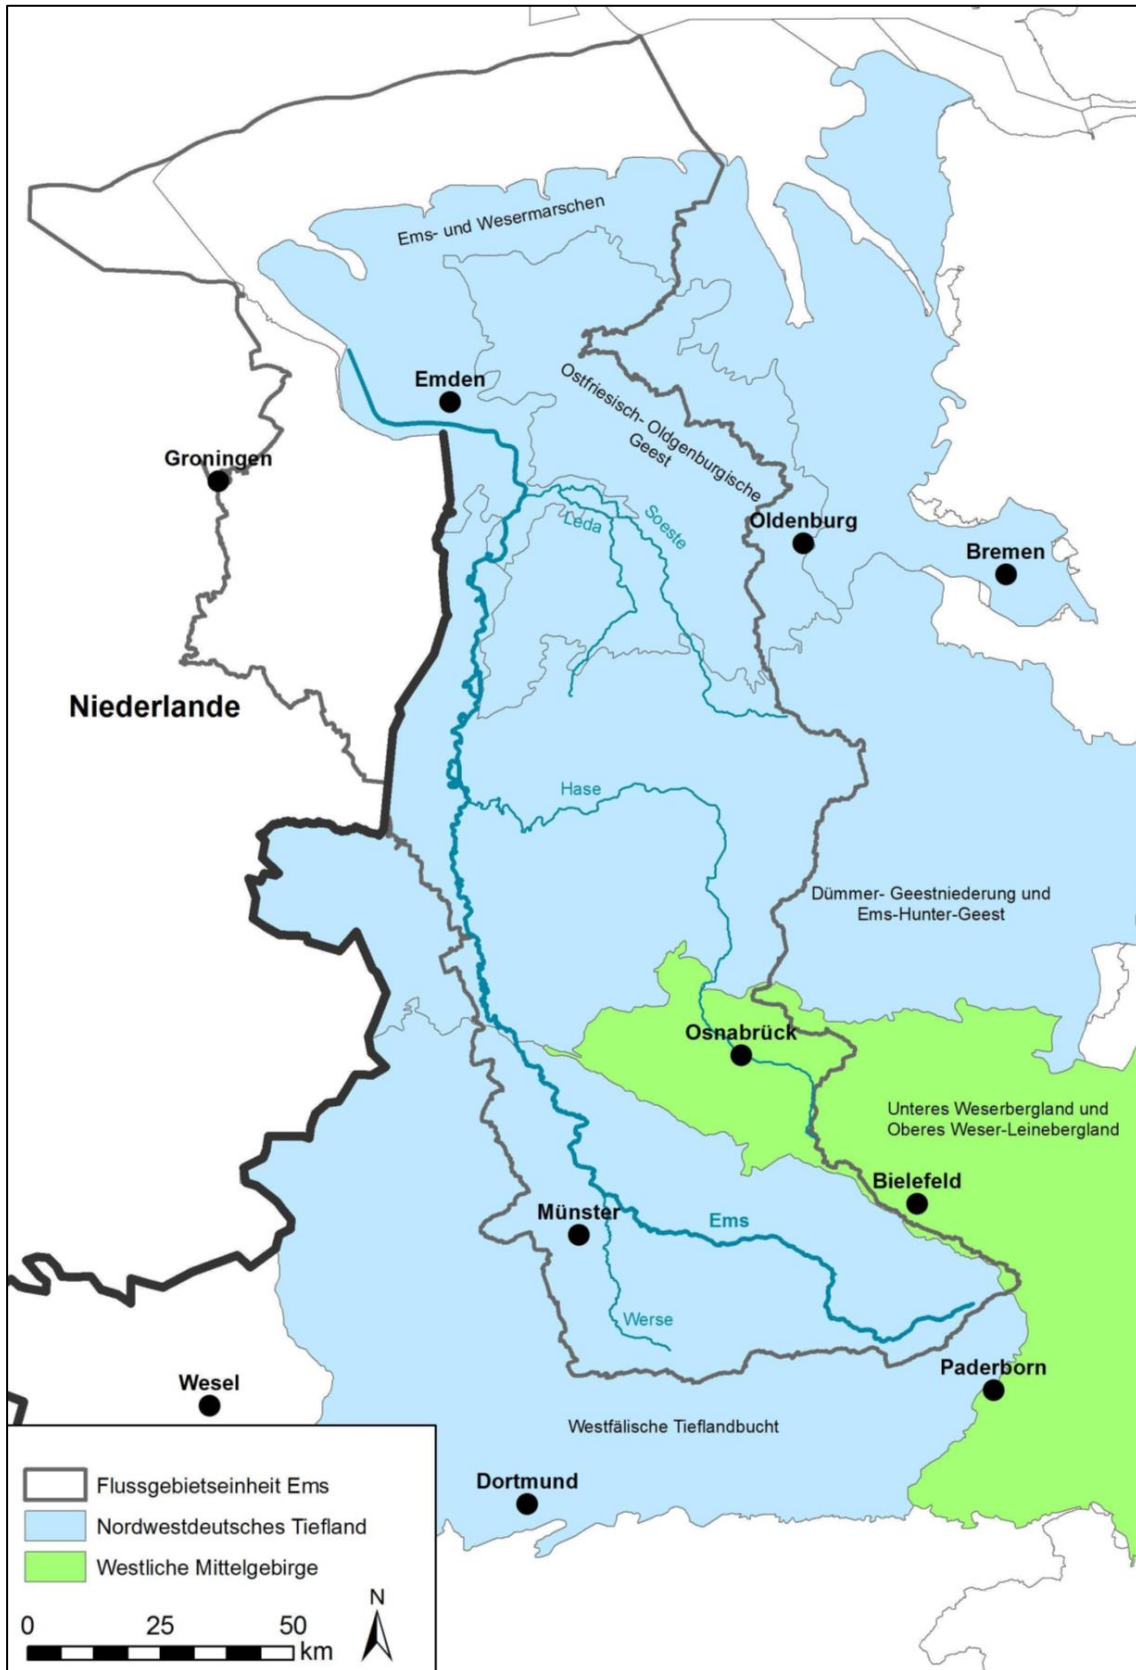 Ems- und Wesermarschen
Emden
Ostfriesisch- Oldgenburgische
Geest
Groningen
Leda
Soeste
Oldenburg
Bremen
Niederlande
Hase
Dümmer- Geestniederung und
Ems-Hunter-Geest
Osnabrück
Unteres Weserbergland und
Oberes Weser-Leinebergland
Bielefeld
Münster
Ems
Werse
Paderborn
Wesel
Westfälische Tieflandbucht
Dortmund
Flussgebietseinheit Ems
Nordwestdeutsches Tiefland
Westliche Mittelgebirge
N
0 25 50
km